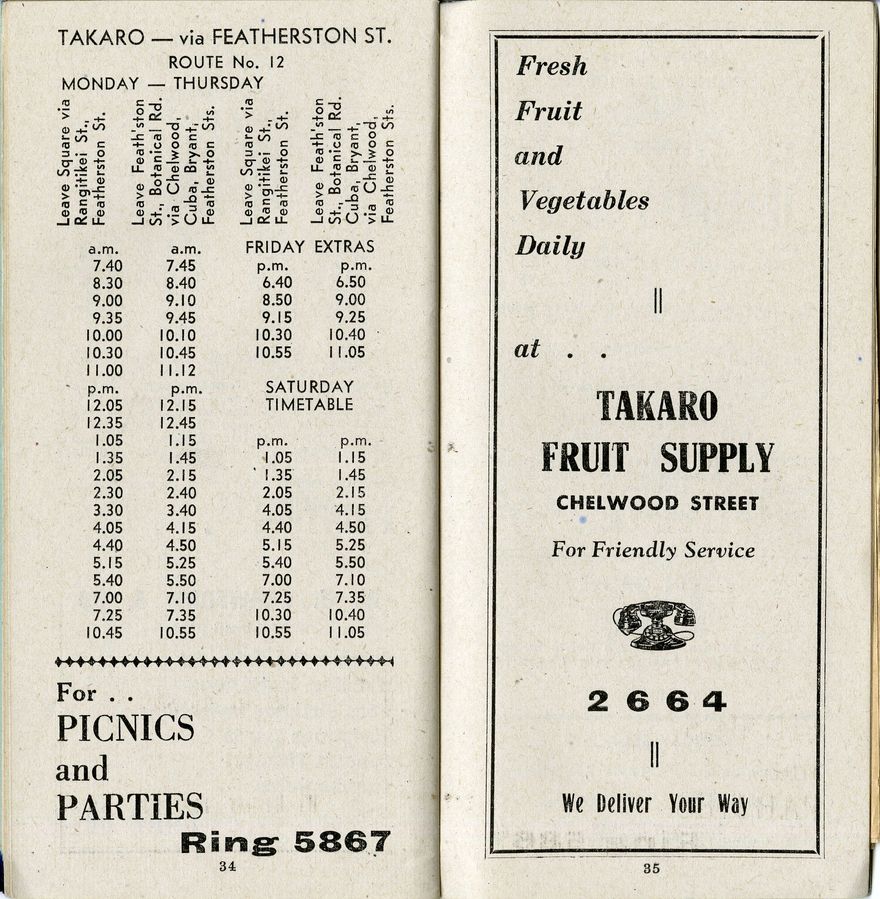 TAKARO — via FEATHERSTON ST.
ROUTE No. 12
MONDAY — THURSDAY
Leave Square via
Rangitikei St.,
Featherston St.
Leave Feath'ston
St., Botanical Rd.
via Chelwood,
Cuba, Bryant,
Featherston Sts.
a.m. a.m.
7.40 7.45
8.30 8.40
9.00 9.10
9.35 9.45
10.00 10.10
10.30 10.45
11.00 11.12
p.m. p.m.
12.05 12.15
12.35 12.45
1.05 1.15
1.35 1.45
2.05 2.15
2.30 2.40
3.30 3.40
4.05 4.15
4.40 4.50
5.15 5.25
5.40 5.50
7.00 7.10
7.25 7.35
10.45 10.55
Leave Square via
Rangitikei St.,
Featherston St.
Leave Feath'ston
St., Botanical Rd.
Cuba, Bryant,
via Chelwood,
Featherston Sts.
FRIDAY EXTRAS
p.m. p.m.
6.40 6.50
8.50 9.00
9.15 9.25
10.30 10.40
10.55 11.05
SATURDAY
TIMETABLE
p.m. p.m.
1.05 1.15
1.35 1.45
2.05 2.15
4.05 4.15
4.40 4.50
5.15 5.25
5.40 5.50
7.00 7.10
7.25 7.35
10.30 10.40
10.55 11.05
For . .
PICNICS
and
PARTIES
Ring 5867
34
Fresh
Fruit
and
Vegetables
Daily
at . .
TAKARO
FRUIT SUPPLY
CHELWOOD STREET
For Friendly Service
2664
We Deliver Your Way
35